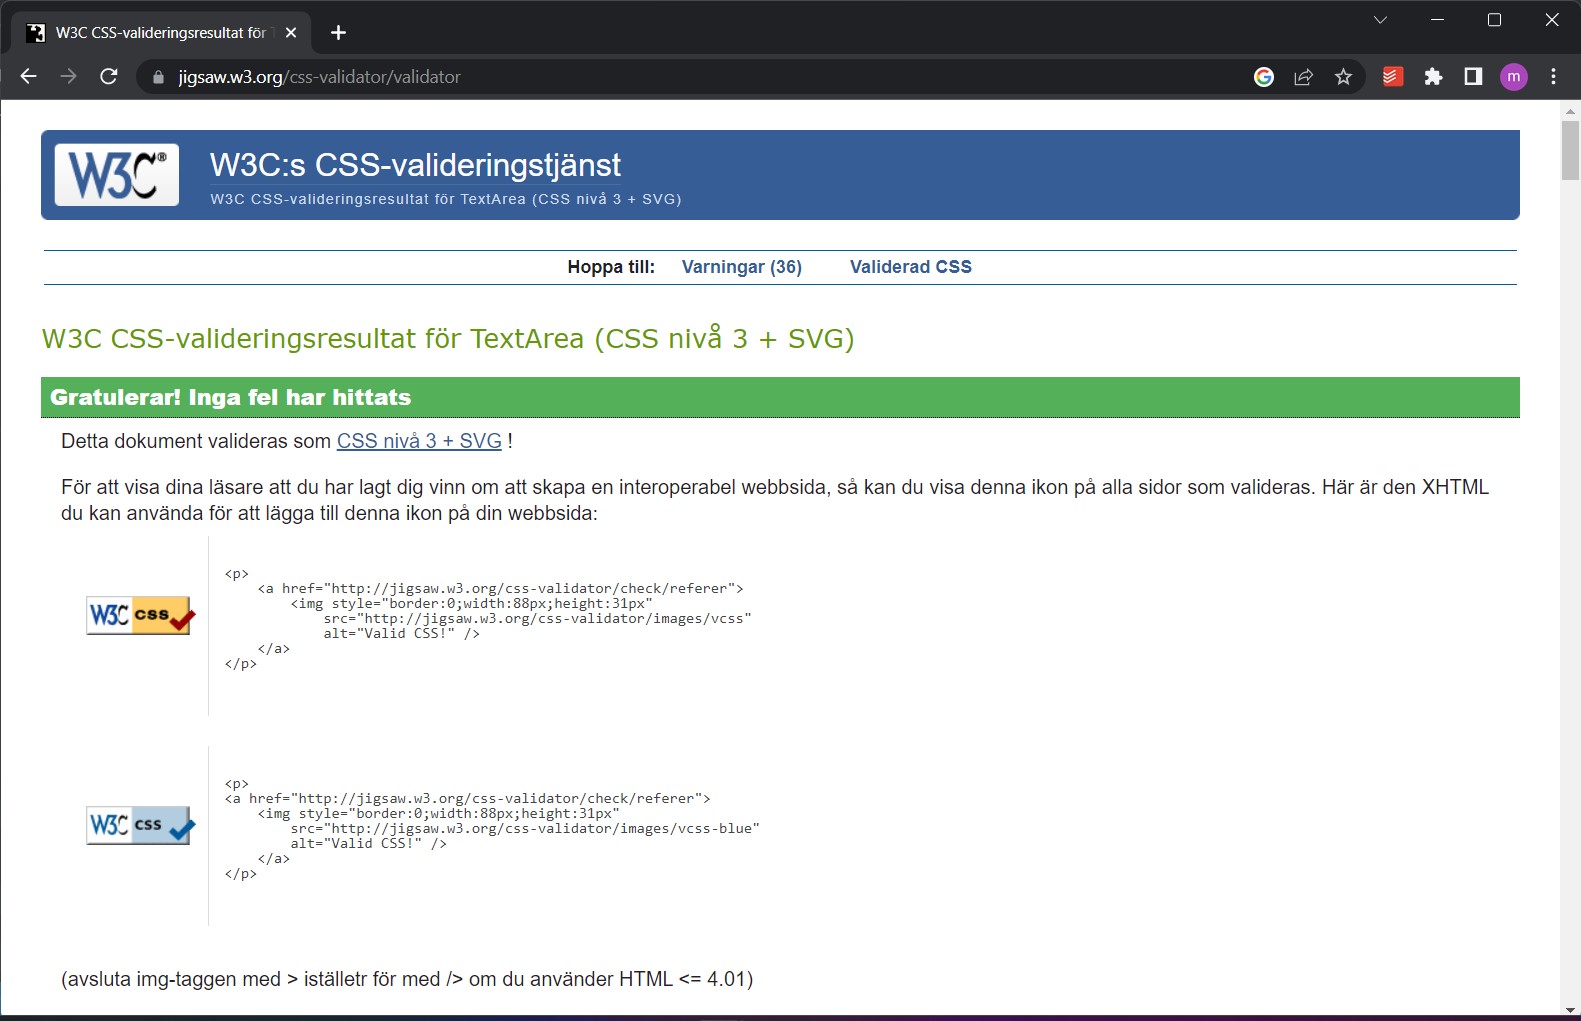 W3C CSS-valideringsresultat för
jigsaw.w3.org/css-validator/validator
m
W3C®
W3C:s CSS-valideringstjänst
W3C CSS-valideringsresultat för TextArea (CSS nivå 3 + SVG)
Hoppa till: Varningar (36) Validerad CSS
W3C CSS-valideringsresultat för TextArea (CSS nivå 3 + SVG)
Gratulerar! Inga fel har hittats
Detta dokument valideras som CSS nivå 3 + SVG !
För att visa dina läsare att du har lagt dig vinn om att skapa en interoperabel webbsida, så kan du visa denna ikon på alla sidor som valideras. Här är den XHTML
du kan använda för att lägga till denna ikon på din webbsida:
<p>
<a href="http://jigsaw.w3.org/css-validator/check/referer">
<img style="border:0;width:88px;height:31px"
src="http://jigsaw.w3.org/css-validator/images/vcss"
alt="Valid CSS!" />
</a>
</p>
W3C css
<p>
<a href="http://jigsaw.w3.org/css-validator/check/referer">
<img style="border:0;width:88px;height:31px"
src="http://jigsaw.w3.org/css-validator/images/vcss-blue"
alt="Valid CSS!" />
</a>
</p>
W3C css
(avsluta img-taggen med > iställetr för med /> om du använder HTML <= 4.01)